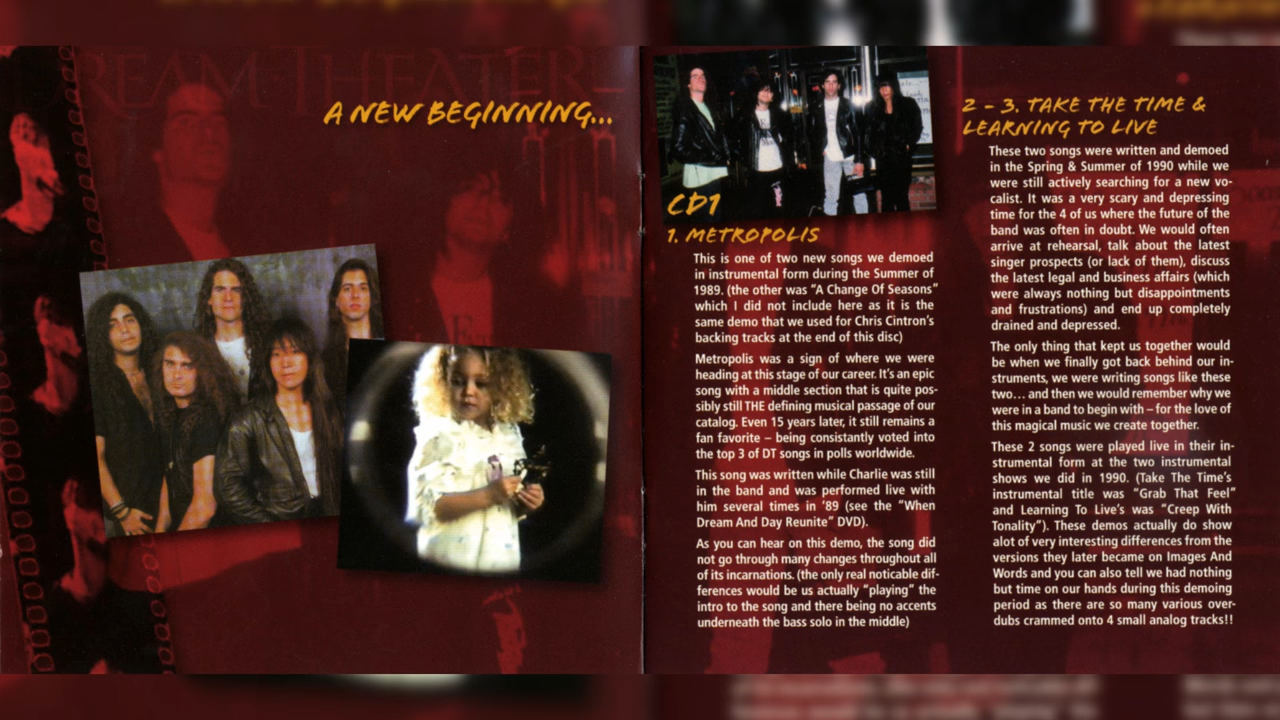 DREAM THEATER
A NEW BEGINNING...
CD1
1. METROPOLIS
This is one of two new songs we demoed
in instrumental form during the Summer of
1989. (the other was "A Change Of Seasons"
which I did not include here as it is the
same demo that we used for Chris Cintron's
backing tracks at the end of this disc)
Metropolis was a sign of where we were
heading at this stage of our career. It's an epic
song with a middle section that is quite pos-
sibly still THE defining musical passage of our
catalog. Even 15 years later, it still remains a
fan favorite – being consistantly voted into
the top 3 of DT songs in polls worldwide.
This song was written while Charlie was still
in the band and was performed live with
him several times in '89 (see the "When
Dream And Day Reunite" DVD).
As you can hear on this demo, the song did
not go through many changes throughout all
of its incarnations. (the only real noticable dif-
ferences would be us actually "playing" the
intro to the song and there being no accents
underneath the bass solo in the middle)
2 – 3. TAKE THE TIME &
LEARNING TO LIVE
These two songs were written and demoed
in the Spring & Summer of 1990 while we
were still actively searching for a new vo-
calist. It was a very scary and depressing
time for the 4 of us where the future of the
band was often in doubt. We would often
arrive at rehearsal, talk about the latest
singer prospects (or lack of them), discuss
the latest legal and business affairs (which
were always nothing but disappointments
and frustrations) and end up completely
drained and depressed.
The only thing that kept us together would
be when we finally got back behind our in-
struments, we were writing songs like these
two... and then we would remember why we
were in a band to begin with – for the love of
this magical music we create together.
These 2 songs were played live in their in-
strumental form at the two instrumental
shows we did in 1990. (Take The Time's
instrumental title was "Grab That Feel"
and Learning To Live's was "Creep With
Tonality"). These demos actually do show
alot of very interesting differences from the
versions they later became on Images And
Words and you can also tell we had nothing
but time on our hands during this demoing
period as there are so many various over-
dubs crammed onto 4 small analog tracks!!